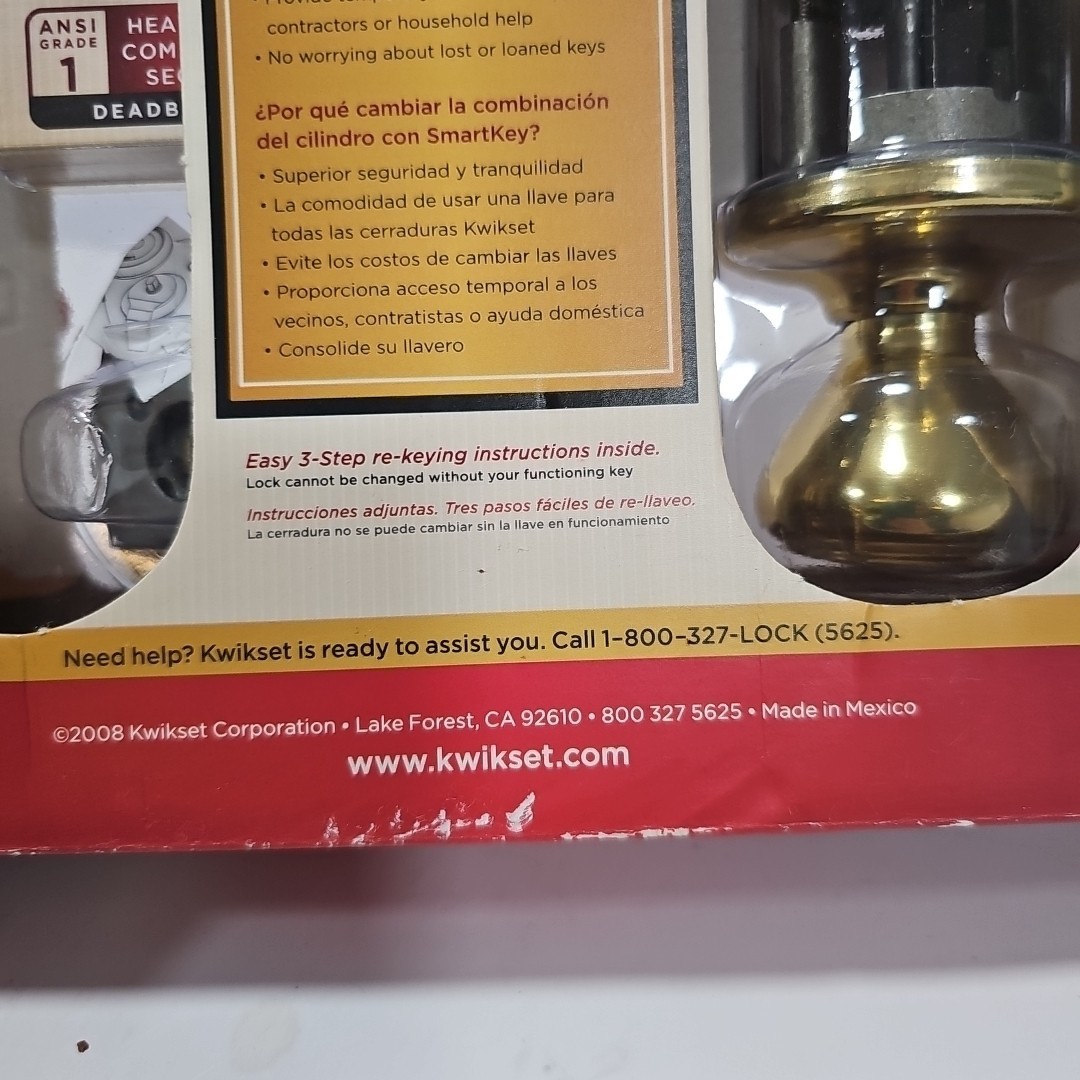 ANSI
GRADE
1
DEADB
contractors or household help
• No worrying about lost or loaned keys
¿Por qué cambiar la combinación
del cilindro con SmartKey?
• Superior seguridad y tranquilidad
• La comodidad de usar una llave para
todas las cerraduras Kwikset
• Evite los costos de cambiar las llaves
• Proporciona acceso temporal a los
vecinos, contratistas o ayuda doméstica
• Consolide su llavero
Easy 3-Step re-keying instructions inside.
Lock cannot be changed without your functioning key
Instrucciones adjuntas. Tres pasos fáciles de re-llaveo.
La cerradura no se puede cambiar sin la llave en funcionamiento
Need help? Kwikset is ready to assist you. Call 1-800-327-LOCK (5625).
©2008 Kwikset Corporation • Lake Forest, CA 92610 • 800 327 5625 • Made in Mexico
www.kwikset.com